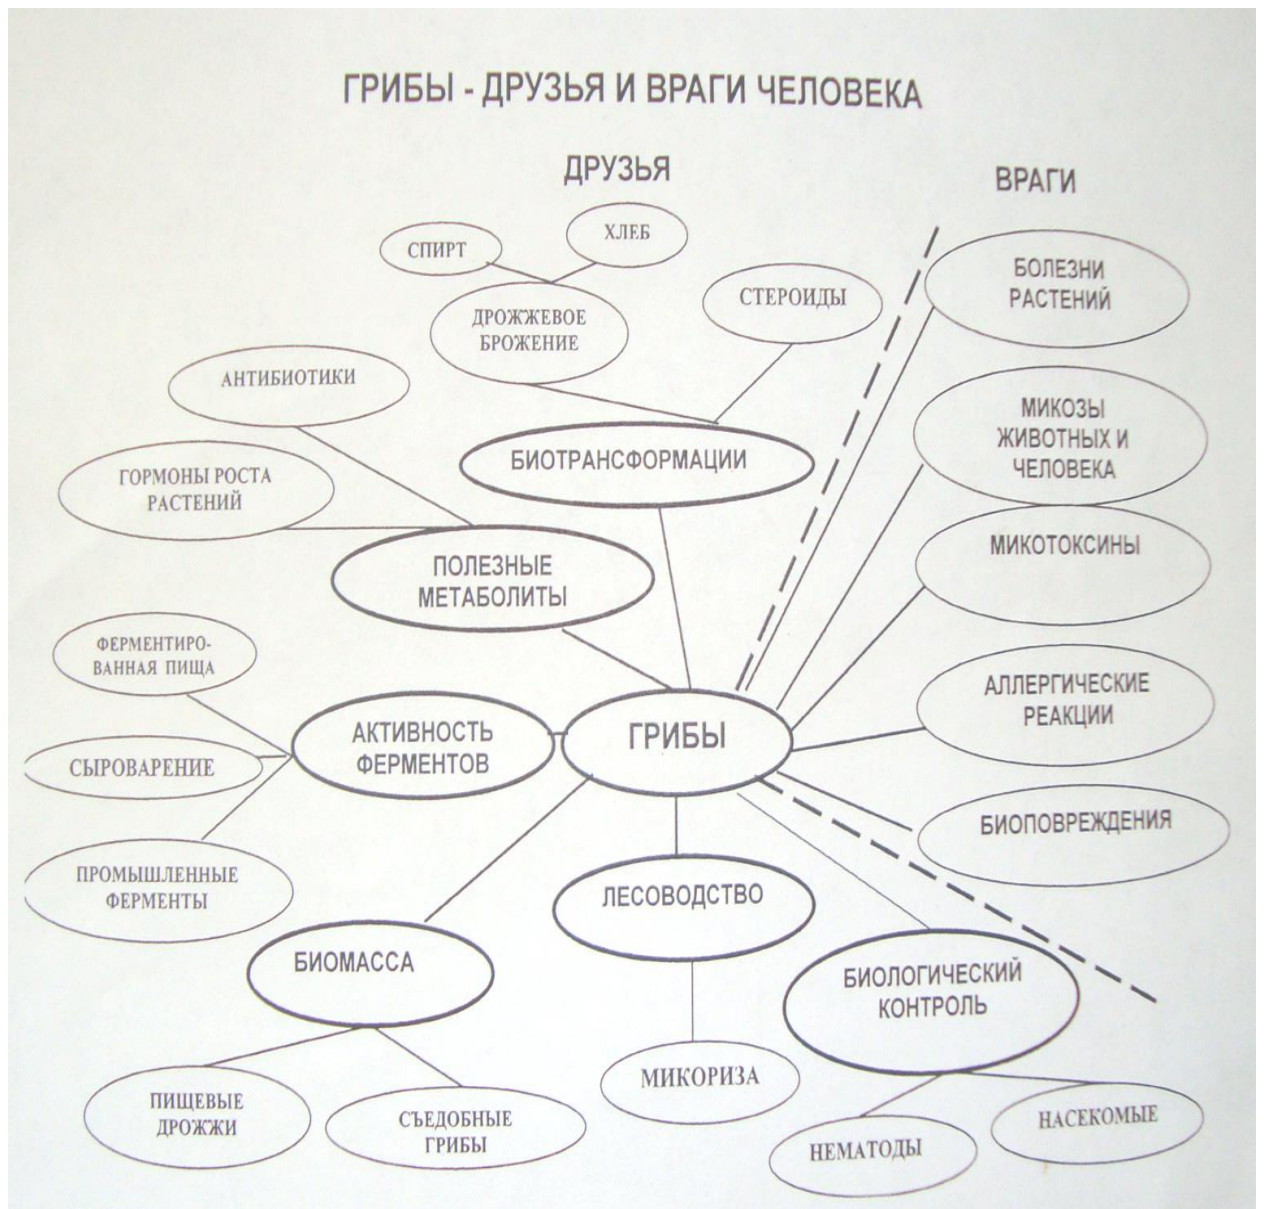 ГРИБЫ - ДРУЗЬЯ И ВРАГИ ЧЕЛОВЕКА
ДРУЗЬЯ
ВРАГИ
СПИРТ
ХЛЕБ
ДРОЖЖЕВОЕ
БРОЖЕНИЕ
СТЕРОИДЫ
БОЛЕЗНИ
РАСТЕНИЙ
АНТИБИОТИКИ
БИОТРАНСФОРМАЦИИ
МИКОЗЫ
ЖИВОТНЫХ И
ЧЕЛОВЕКА
ГОРМОНЫ РОСТА
РАСТЕНИЙ
ПОЛЕЗНЫЕ
МЕТАБОЛИТЫ
МИКОТОКСИНЫ
ФЕРМЕНТИРО-
ВАННАЯ ПИЩА
АЛЛЕРГИЧЕСКИЕ
РЕАКЦИИ
АКТИВНОСТЬ
ФЕРМЕНТОВ
ГРИБЫ
СЫРОВАРЕНИЕ
БИОПОВРЕЖДЕНИЯ
ПРОМЫШЛЕННЫЕ
ФЕРМЕНТЫ
ЛЕСОВОДСТВО
БИОМАССА
БИОЛОГИЧЕСКИЙ
КОНТРОЛЬ
ПИЩЕВЫЕ
ДРОЖЖИ
СЪЕДОБНЫЕ
ГРИБЫ
МИКОРИЗА
НЕМАТОДЫ
НАСЕКОМЫЕ